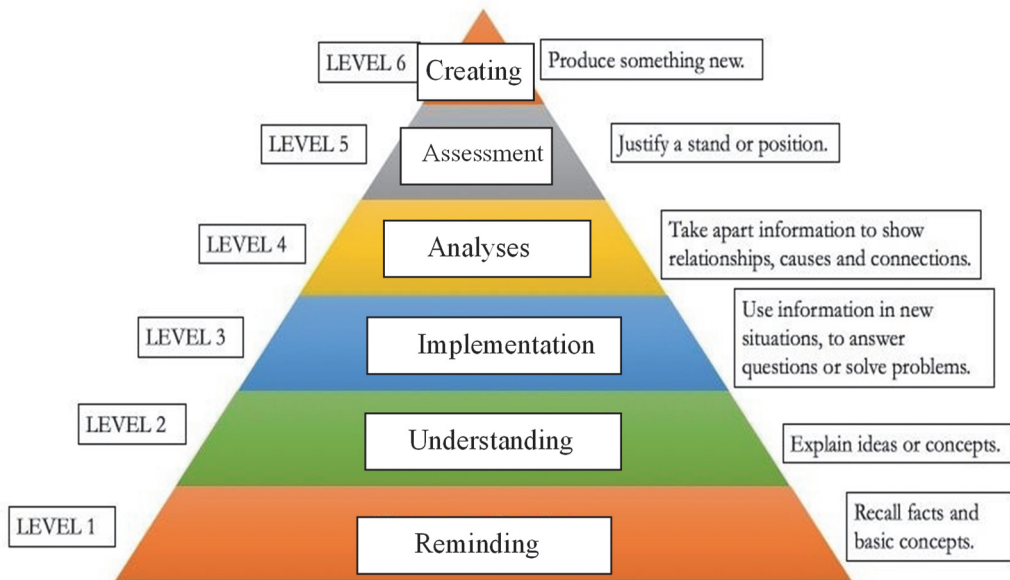 LEVEL 6
Creating
Produce something new.
LEVEL 5
Assessment
Justify a stand or position.
LEVEL 4
Analyses
Take apart information to show
relationships, causes and connections.
LEVEL 3
Implementation
Use information in new
situations, to answer
questions or solve problems.
LEVEL 2
Understanding
Explain ideas or concepts.
LEVEL 1
Reminding
Recall facts and
basic concepts.